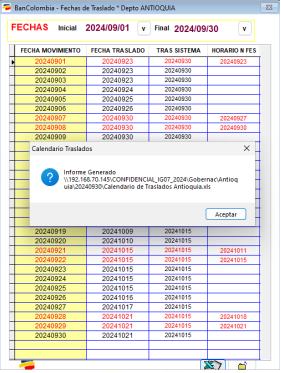 BanColombia - Fechas de Traslado * Depto ANTIOQUIA
FECHAS Inicial 2024/09/01 v Final 2024/09/30 v
FECHA MOVIMIENTO FECHA TRASLADO TRAS SISTEMA HORARIO N FES
20240901 20240923 20240930 20240923
20240902 20240923 20240930
20240903 20240923 20240930
20240904 20240924 20240930
20240905 20240925 20240930
20240906 20240926 20240930
20240907 20240930 20240930 20240927
20240908 20240930 20240930 20240930
20240909 20240930 20240930
Calendario Traslados
Informe Generado
\\192.168.70.145\CONFIDENCIAL_IG07_2024\Gobernac\Antioq
uia\20240930\Calendario de Traslados Antioquia.xls
Aceptar
20240919 20241009 20241015
20240920 20241010 20241015
20240921 20241015 20241015 20241011
20240922 20241015 20241015 20241015
20240923 20241015 20241015
20240924 20241015 20241015
20240925 20241015 20241015
20240926 20241016 20241015
20240927 20241017 20241015
20240928 20241021 20241015 20241018
20240929 20241021 20241015 20241021
20240930 20241021 20241015